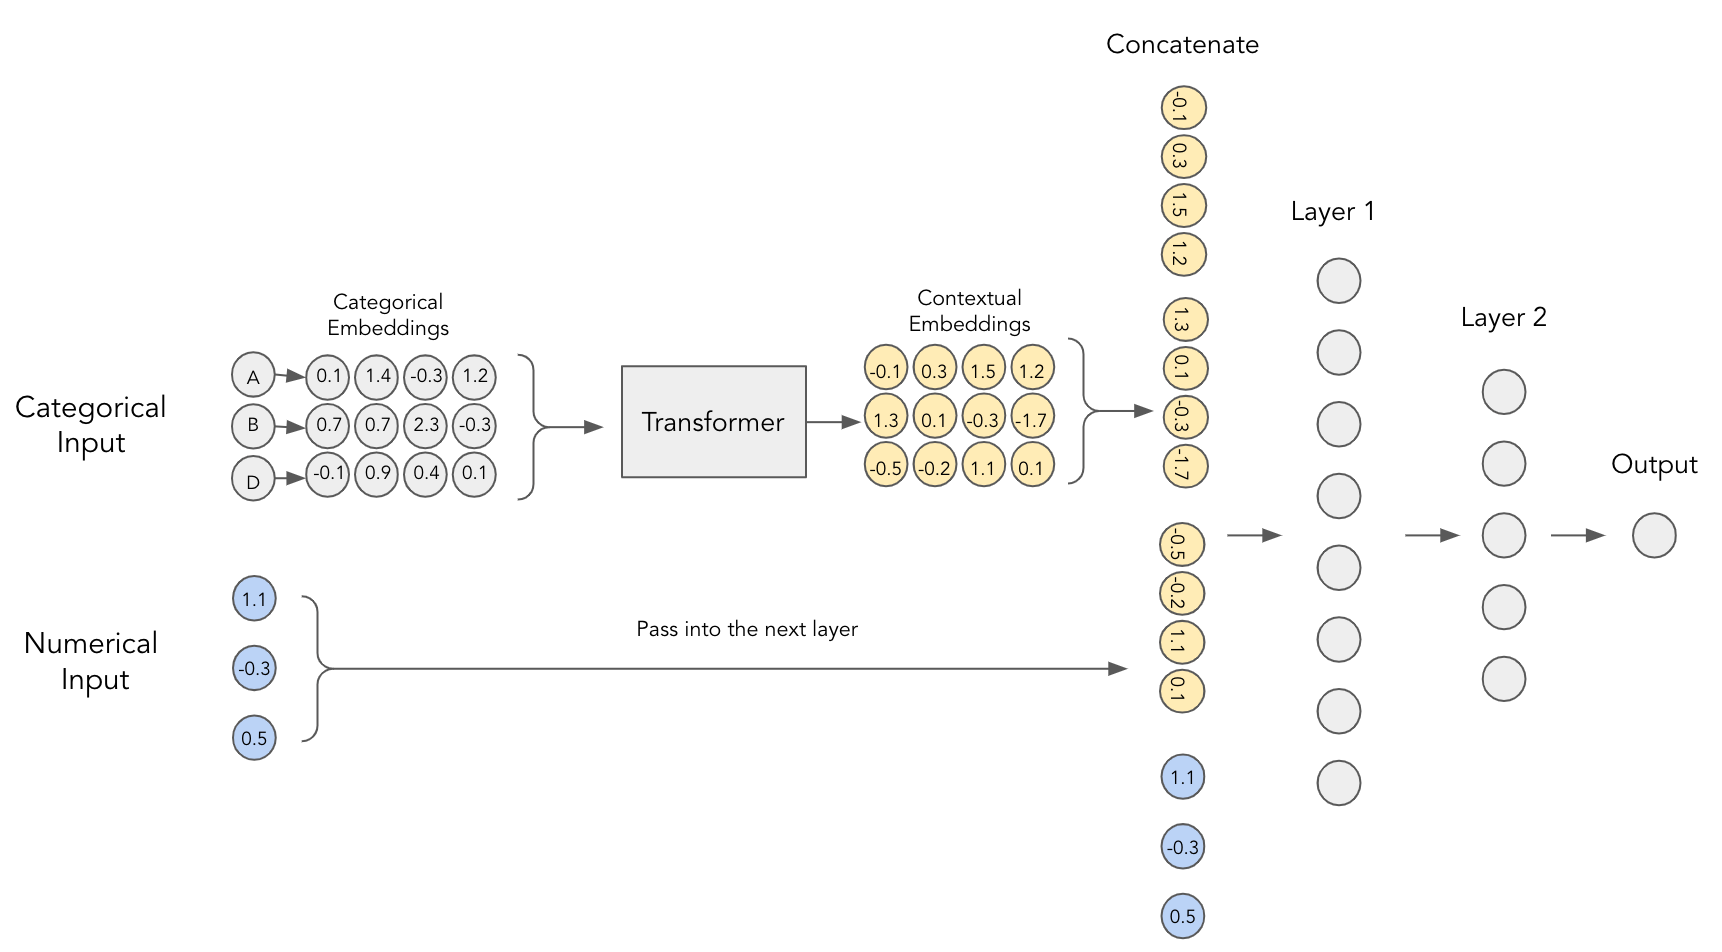 Concatenate
-0.1
0.3
1.5
1.2
1.3
0.1
-0.3
-1.7
-0.5
-0.2
1.1
0.1
1.1
-0.3
0.5
Layer 1
Layer 2
Output
Categorical
Embeddings
Contextual
Embeddings
Categorical
Input
A 0.1 1.4 -0.3 1.2
B 0.7 0.7 2.3 -0.3
D -0.1 0.9 0.4 0.1
Transformer
-0.1 0.3 1.5 1.2
1.3 0.1 -0.3 -1.7
-0.5 -0.2 1.1 0.1
Numerical
Input
1.1
-0.3
0.5
Pass into the next layer